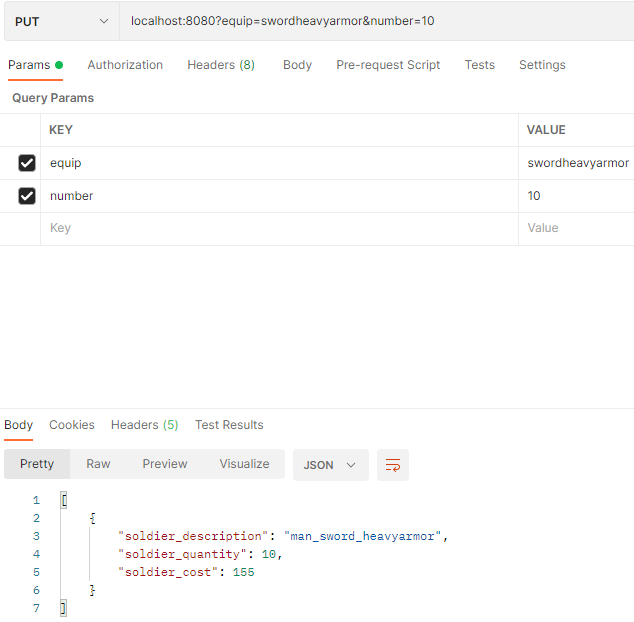 PUT localhost:8080?equip=swordheavyarmor&number=10
Params Authorization Headers (8) Body Pre-request Script Tests Settings
Query Params
KEY VALUE
equip swordheavyarmor
number 10
Key Value
Body Cookies Headers (5) Test Results
Pretty Raw Preview Visualize JSON
1 [
2 {
3 "soldier_description": "man_sword_heavyarmor",
4 "soldier_quantity": 10,
5 "soldier_cost": 155
6 }
7 ]